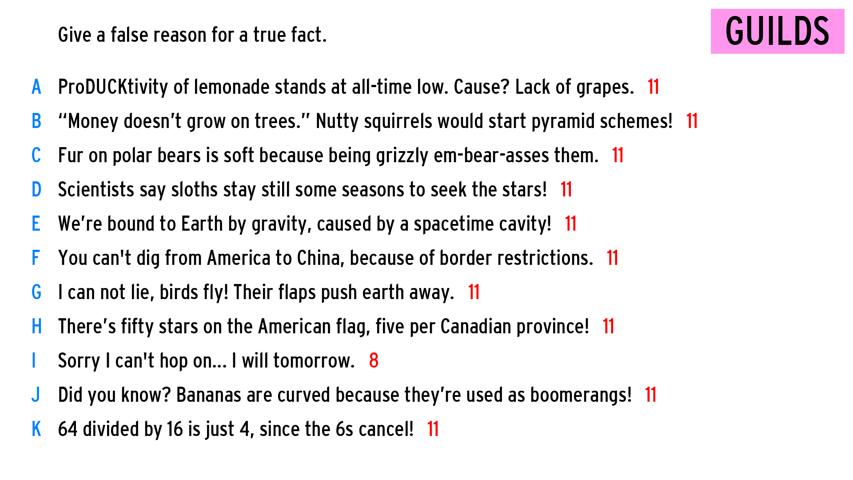 Give a false reason for a true fact.
GUILDS
A ProDUCKtivity of lemonade stands at all-time low. Cause? Lack of grapes. 11
B “Money doesn’t grow on trees.” Nutty squirrels would start pyramid schemes! 11
C Fur on polar bears is soft because being grizzly em-bear-asses them. 11
D Scientists say sloths stay still some seasons to seek the stars! 11
E We’re bound to Earth by gravity, caused by a spacetime cavity! 11
F You can't dig from America to China, because of border restrictions. 11
G I can not lie, birds fly! Their flaps push earth away. 11
H There’s fifty stars on the American flag, five per Canadian province! 11
I Sorry I can't hop on... I will tomorrow. 8
J Did you know? Bananas are curved because they’re used as boomerangs! 11
K 64 divided by 16 is just 4, since the 6s cancel! 11